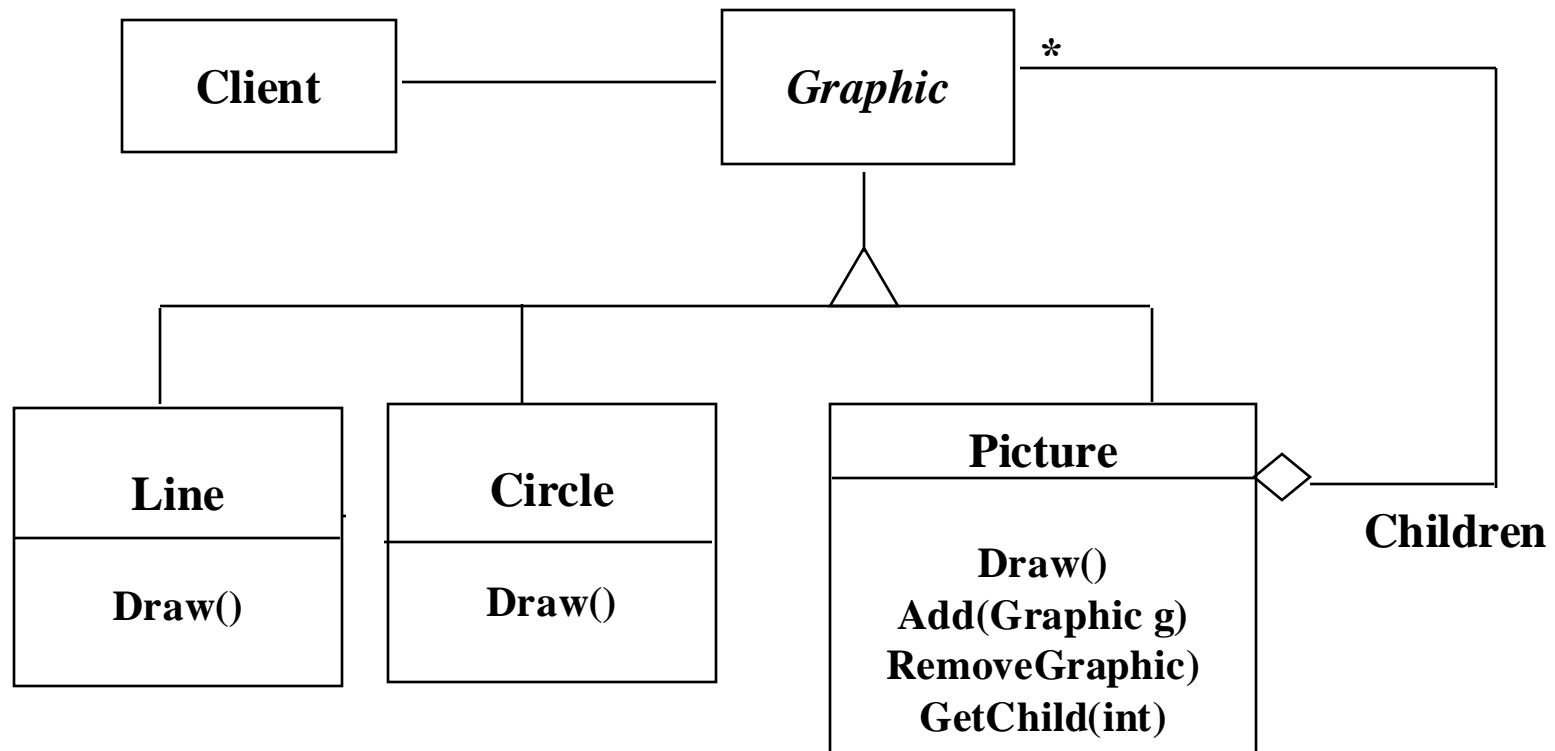 Client
Graphic
*
Line
Draw()
Circle
Draw()
Picture
Draw()
Add(Graphic g)
RemoveGraphic)
GetChild(int)
Children